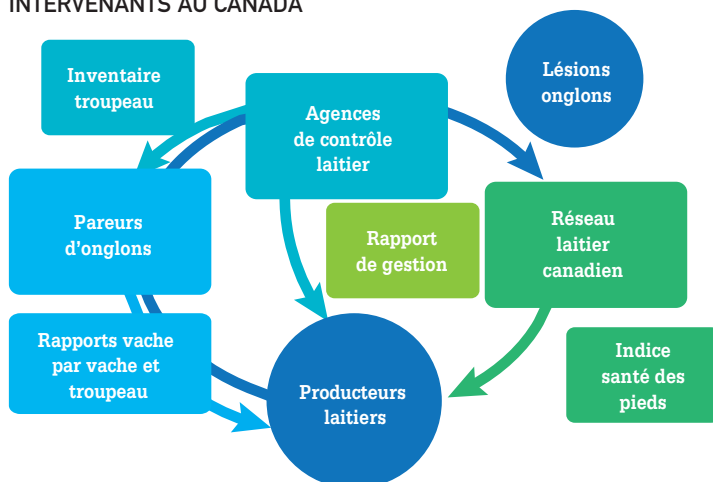 INTERVENANTS AU CANADA
Inventaire
troupeau
Agences
de contrôle
laitier
Lésions
onglons
Pareurs
d'onglons
Rapport
de gestion
Réseau
laitier
canadien
Rapports vache
par vache et
troupeau
Producteurs
laitiers
Indice
santé des
pieds